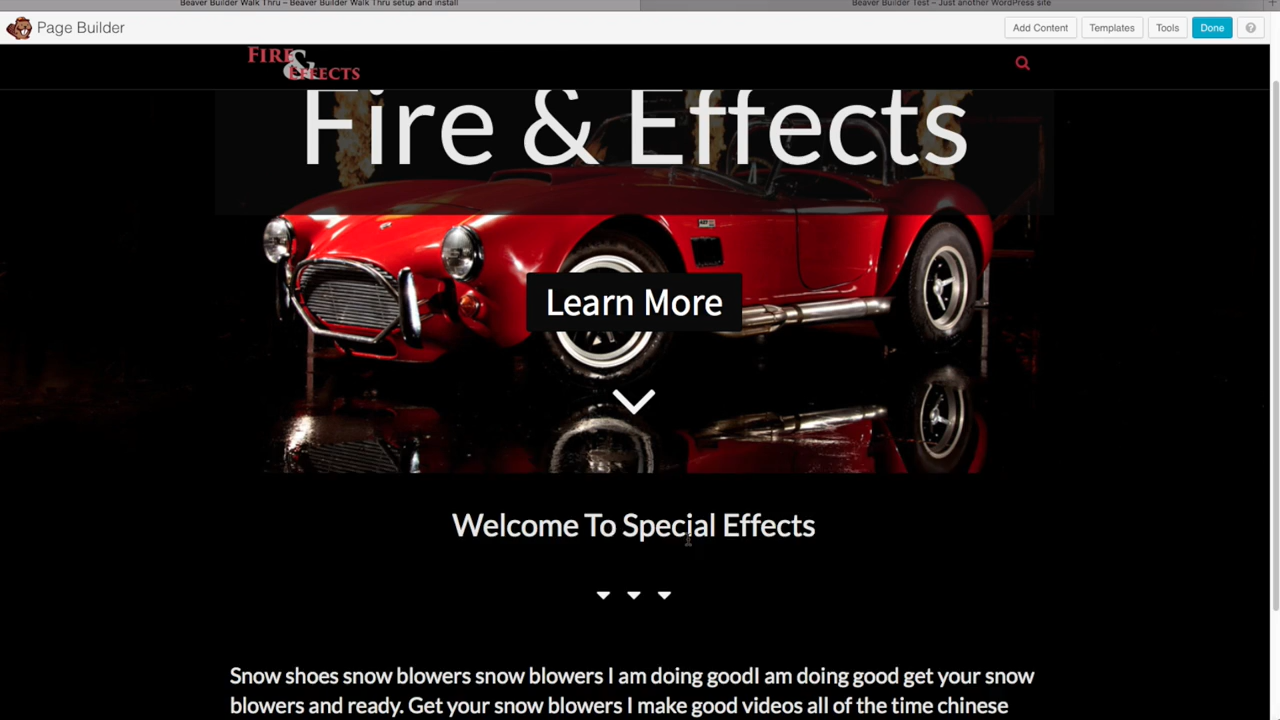 Beaver Builder Walk Thru – Beaver Builder Walk Thru setup and install
Beaver Builder Test – Just another WordPress site
Page Builder
Add Content
Templates
Tools
Done
?
FIRE
&
EFFECTS
Fire & Effects
Learn More
Welcome To Special Effects
Snow shoes snow blowers snow blowers I am doing goodI am doing good get your snow
blowers and ready. Get your snow blowers I make good videos all of the time chinese